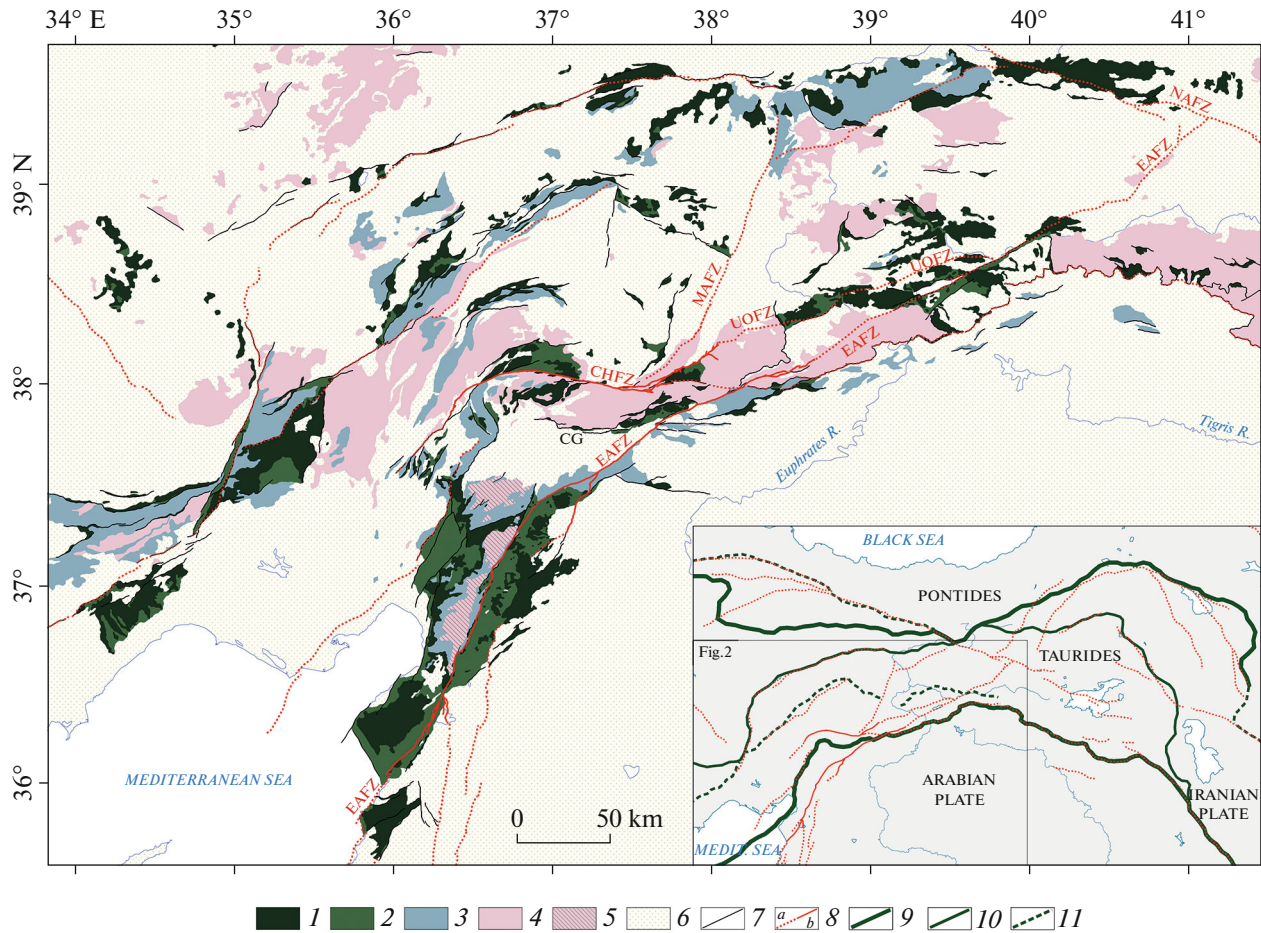 34° E 35° 36° 37° 38° 39° 40° 41°
39° N
38°
37°
36°
NAFZ
EAFZ
MAFZ
UOFZ
UOFZ
EAFZ
CHFZ
CG
EAFZ
Tigris R.
Euphrates R.
MEDITERRANEAN SEA
EAFZ
0 50 km
BLACK SEA
PONTIDES
Fig.2
TAURIDES
ARABIAN
PLATE
IRANIAN
PLATE
MEDIT. SEA
1 2 3 4 5 6 7 a b 8 9 10 11